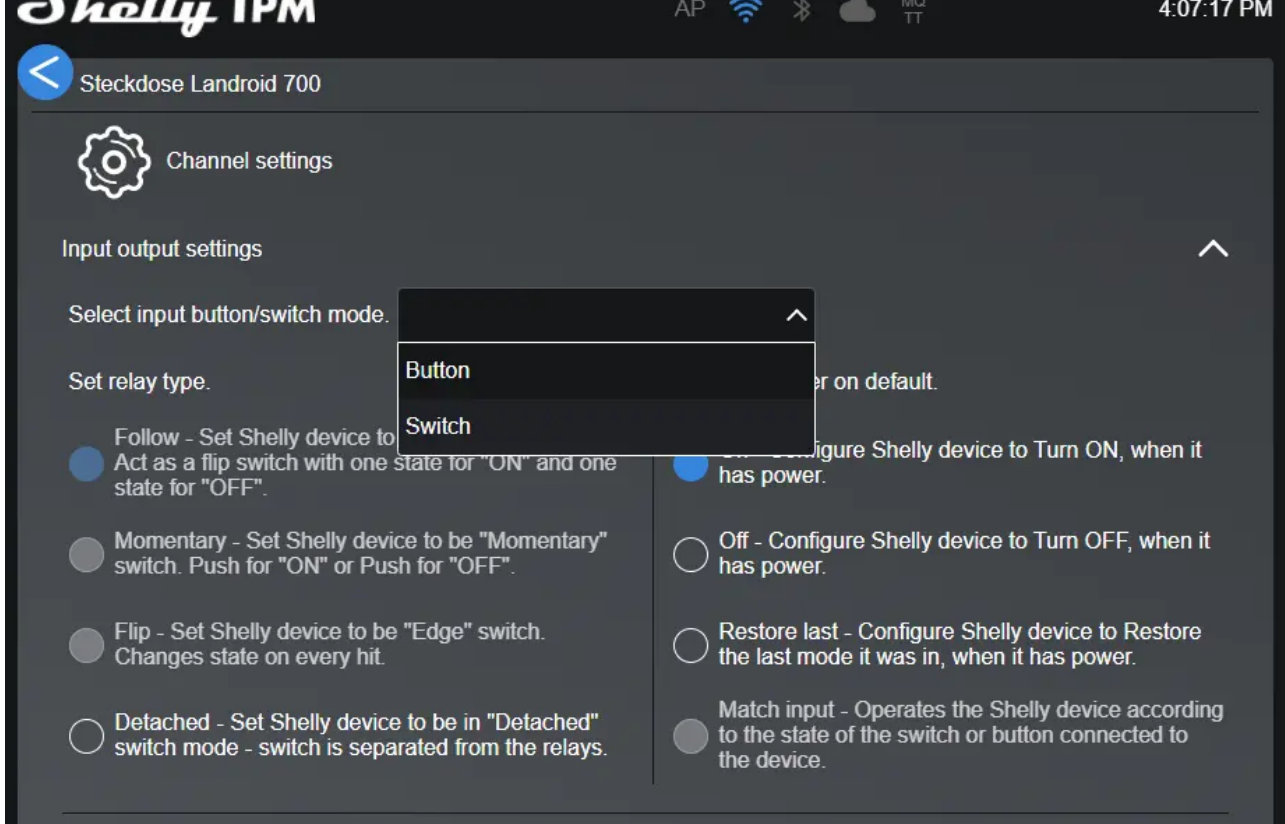 Shelly 1PM
AP
MQ
TT
4:07:17 PM
Steckdose Landroid 700
Channel settings
Input output settings
Select input button/switch mode.
Button
Switch
Set relay type.
on default.
Follow - Set Shelly device to
Act as a flip switch with one state for "ON" and one
state for "OFF".
Momentary - Set Shelly device to be "Momentary"
switch. Push for "ON" or Push for "OFF".
Flip - Set Shelly device to be "Edge" switch.
Changes state on every hit.
Detached - Set Shelly device to be in "Detached"
switch mode - switch is separated from the relays.
Shelly device to Turn ON, when it
has power.
Off - Configure Shelly device to Turn OFF, when it
has power.
Restore last - Configure Shelly device to Restore
the last mode it was in, when it has power.
Match input - Operates the Shelly device according
to the state of the switch or button connected to
the device.